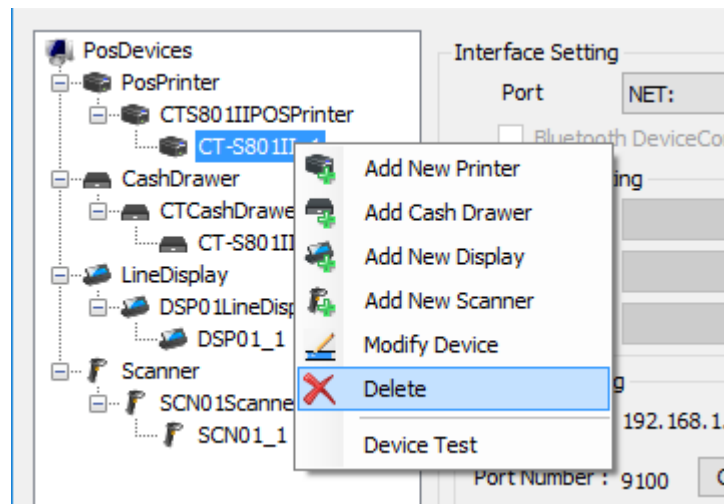 PosDevices
PosPrinter
CTS801IIPOSPrinter
CT-S801II_1
CashDrawer
CTCashDrawe
CT-S801II
LineDisplay
DSP01LineDisp
DSP01_1
Scanner
SCN01Scanne
SCN01_1
Add New Printer
Add Cash Drawer
Add New Display
Add New Scanner
Modify Device
Delete
Device Test
Interface Setting
Port NET:
Bluetooth DeviceCo
ing
g
192.168.1.
Port Number : 9100